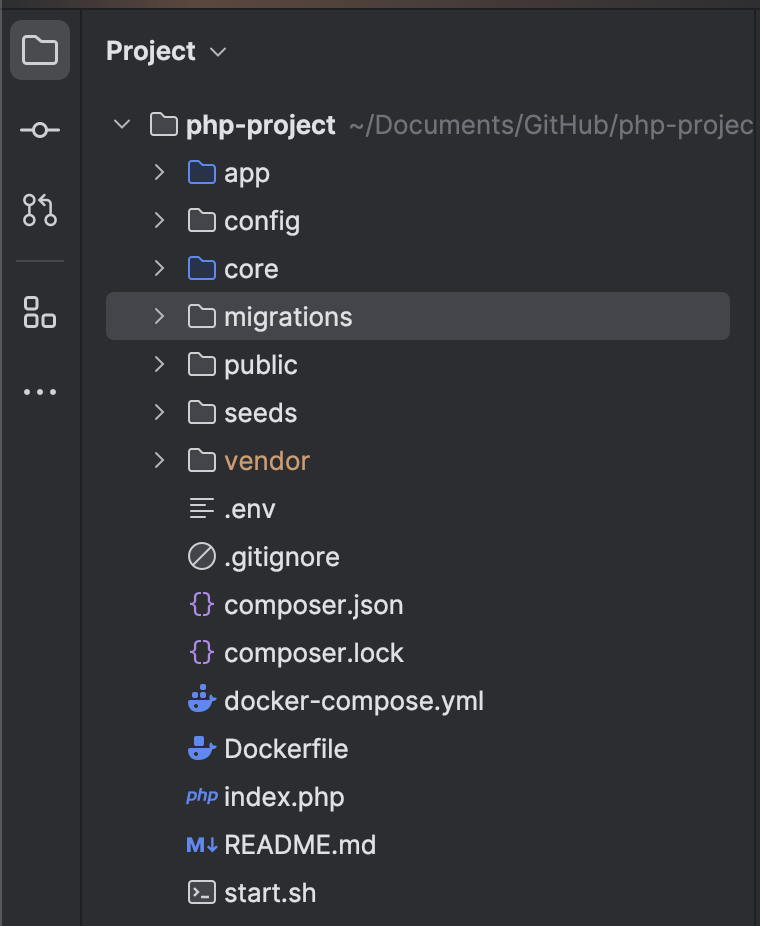 Project
php-project ~/Documents/GitHub/php-projec
app
config
core
migrations
public
seeds
vendor
.env
.gitignore
{} composer.json
{} composer.lock
docker-compose.yml
Dockerfile
php index.php
M↓ README.md
start.sh